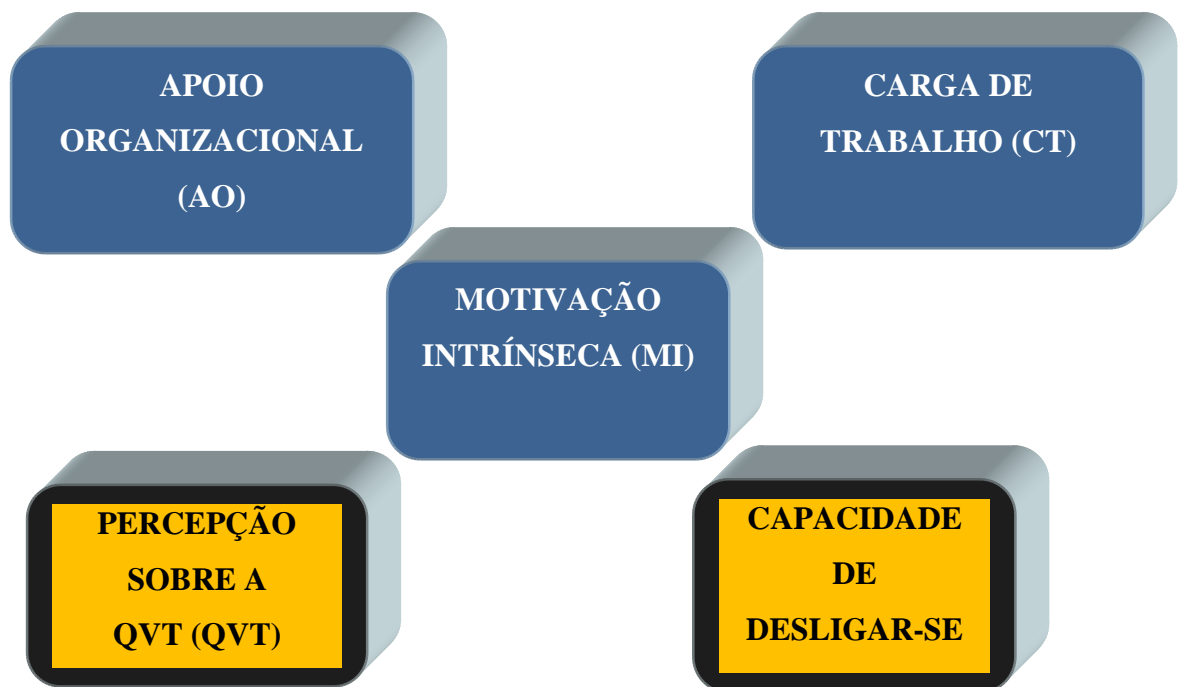 APOIO
ORGANIZACIONAL
(AO)
CARGA DE
TRABALHO (CT)
MOTIVAÇÃO
INTRÍNSECA (MI)
PERCEPÇÃO
SOBRE A
QVT (QVT)
CAPACIDADE
DE
DESLIGAR-SE